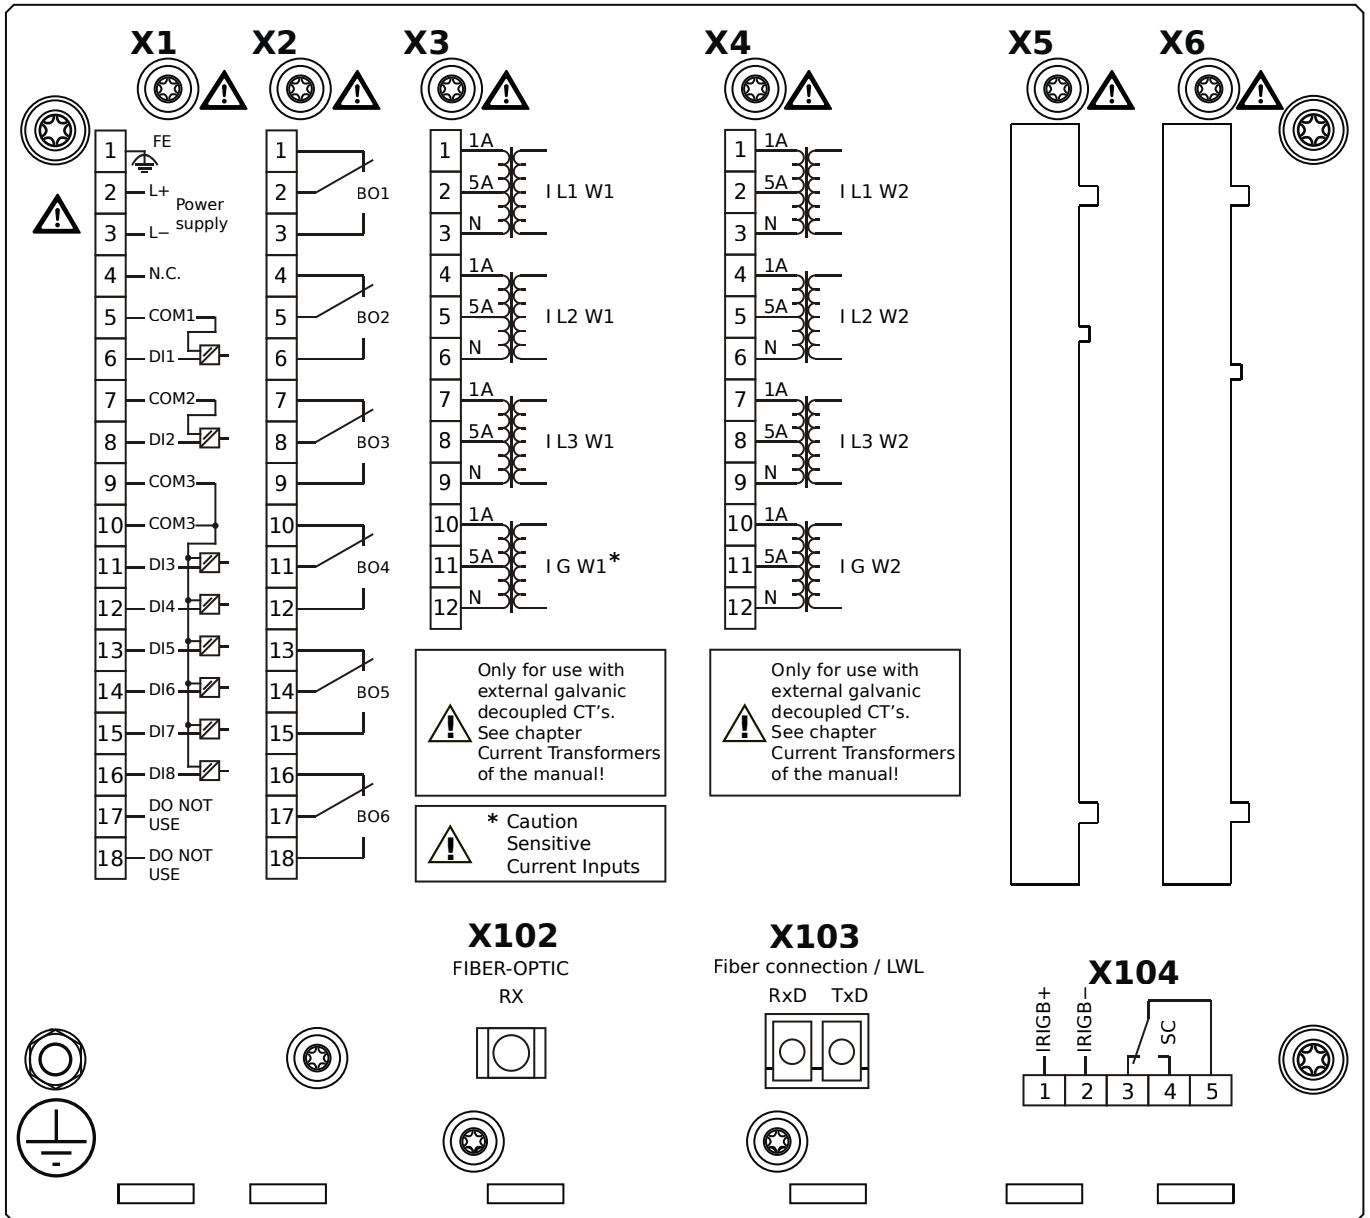 X1 X2 X3 X4 X5 X6
1 FE
2 L+
Power
supply
3 L−
4 N.C.
5 COM1
6 DI1
7 COM2
8 DI2
9 COM3
10 COM3
11 DI3
12 DI4
13 DI5
14 DI6
15 DI7
16 DI8
17 DO NOT
USE
18 DO NOT
USE
1
2 BO1
3
4
5 BO2
6
7
8 BO3
9
10
11 BO4
12
13
14 BO5
15
16
17 BO6
18
1 1A
2 5A I L1 W1
3 N
4 1A
5 5A I L2 W1
6 N
7 1A
8 5A I L3 W1
9 N
10 1A
11 5A I G W1*
12 N
Only for use with
external galvanic
decoupled CT's.
See chapter
Current Transformers
of the manual!
* Caution
Sensitive
Current Inputs
1 1A
2 5A I L1 W2
3 N
4 1A
5 5A I L2 W2
6 N
7 1A
8 5A I L3 W2
9 N
10 1A
11 5A I G W2
12 N
Only for use with
external galvanic
decoupled CT's.
See chapter
Current Transformers
of the manual!
X102
FIBER-OPTIC
RX
X103
Fiber connection / LWL
RxD TxD
X104
IRIGB+
IRIGB−
SC
1 2 3 4 5